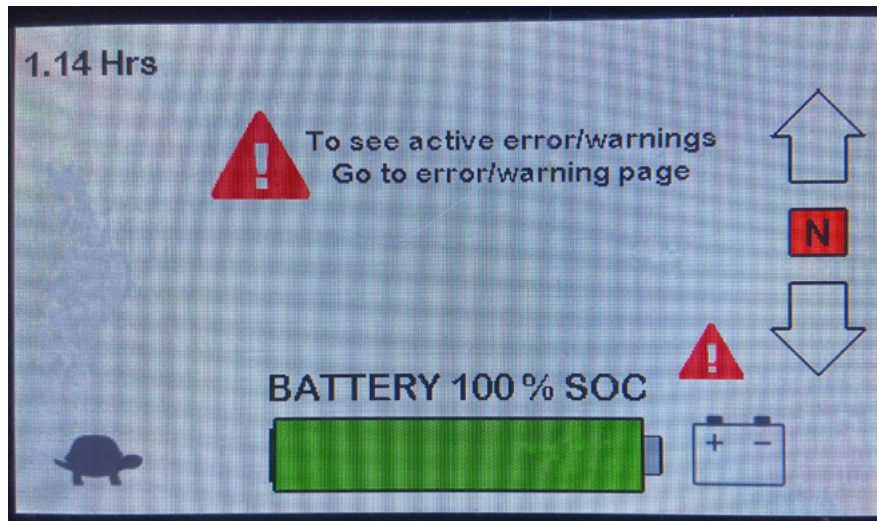 1.14 Hrs
To see active error/warnings
Go to error/warning page
N
BATTERY 100 % SOC
+ -